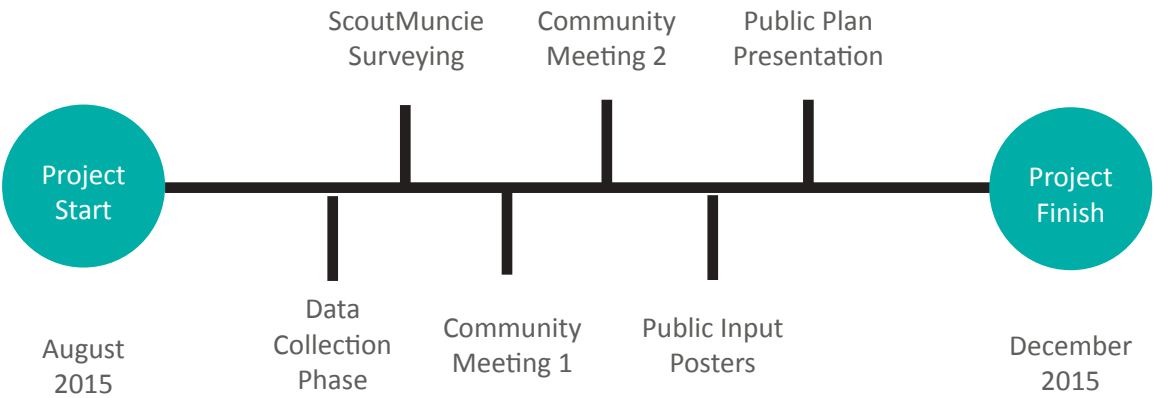 ScoutMuncie
Surveying
Community
Meeting 2
Public Plan
Presentation
Project
Start
Project
Finish
August
2015
Data
Collection
Phase
Community
Meeting 1
Public Input
Posters
December
2015